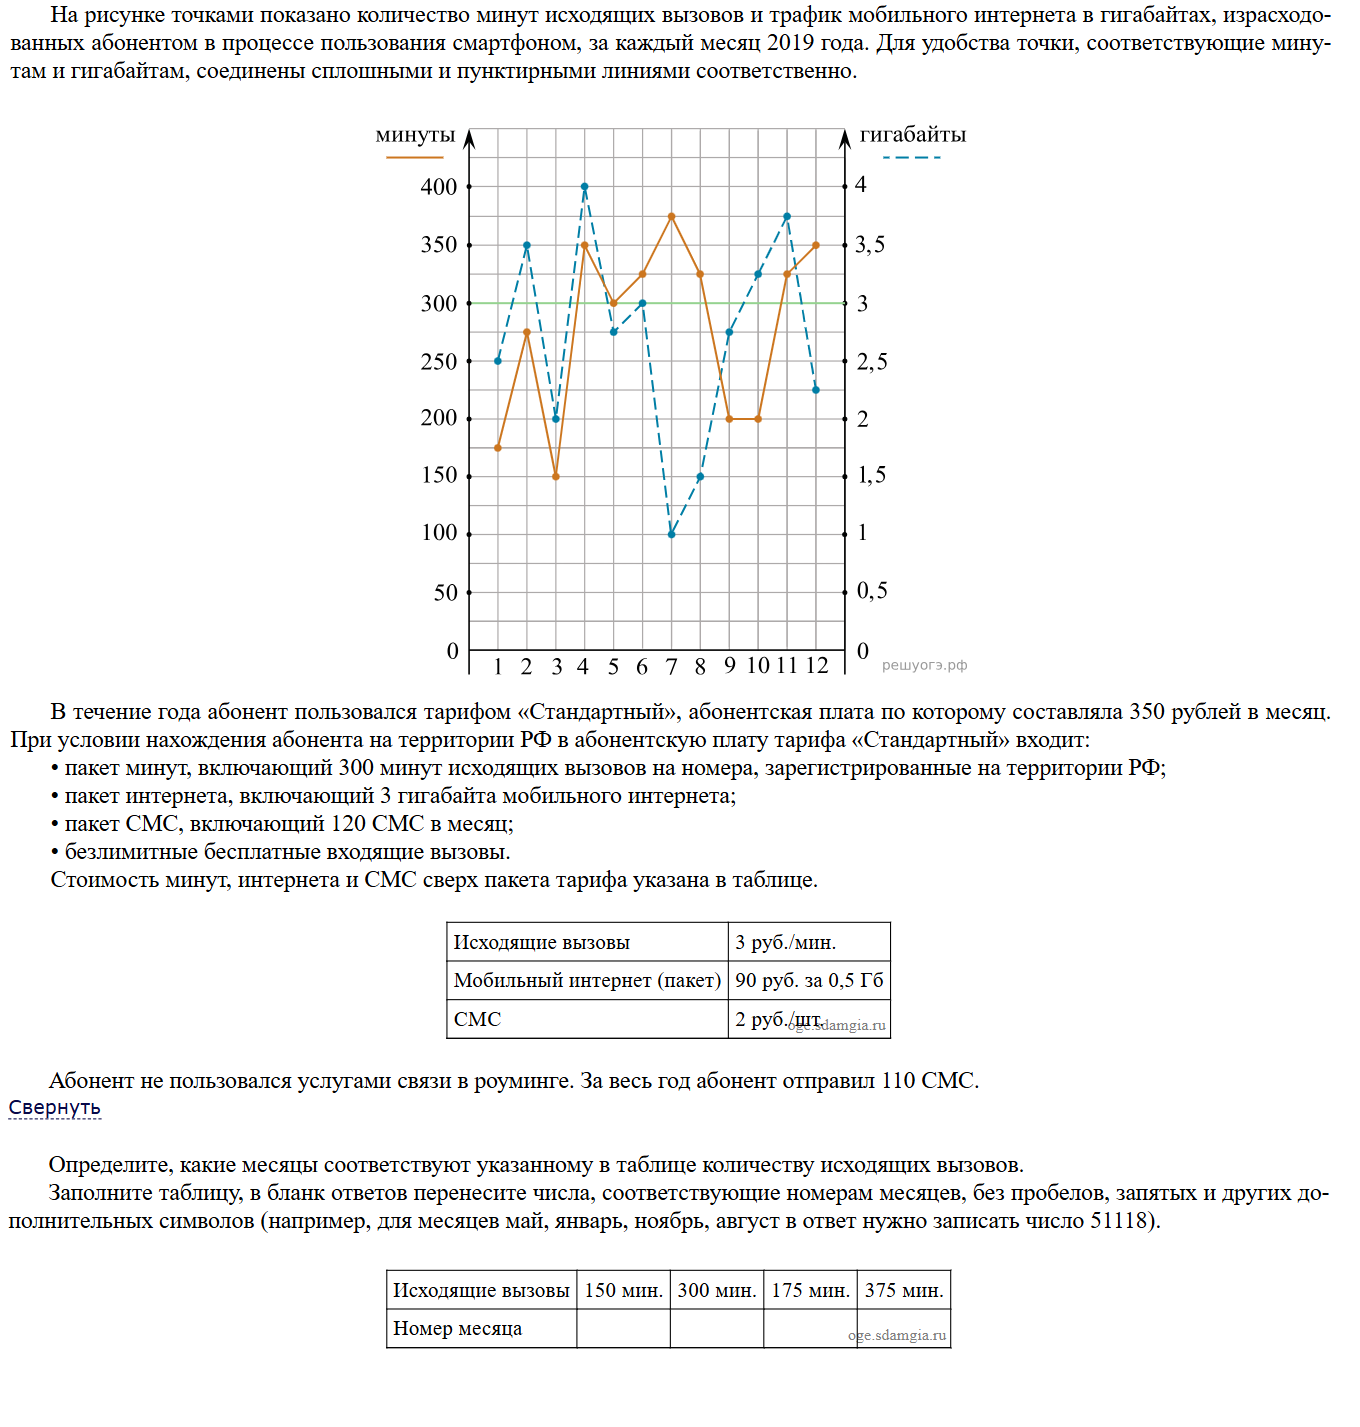 На рисунке точками показано количество минут исходящих вызовов и трафик мобильного интернета в гигабайтах, израсходо-
ванных абонентом в процессе пользования смартфоном, за каждый месяц 2019 года. Для удобства точки, соответствующие мину-
там и гигабайтам, соединены сплошными и пунктирными линиями соответственно.
минуты гигабайты
400 4
350 3,5
300 3
250 2,5
200 2
150 1,5
100 1
50 0,5
0 1 2 3 4 5 6 7 8 9 10 11 12 0 решуогэ.рф
В течение года абонент пользовался тарифом «Стандартный», абонентская плата по которому составляла 350 рублей в месяц.
При условии нахождения абонента на территории РФ в абонентскую плату тарифа «Стандартный» входит:
• пакет минут, включающий 300 минут исходящих вызовов на номера, зарегистрированные на территории РФ;
• пакет интернета, включающий 3 гигабайта мобильного интернета;
• пакет СМС, включающий 120 СМС в месяц;
• безлимитные бесплатные входящие вызовы.
Стоимость минут, интернета и СМС сверх пакета тарифа указана в таблице.
Исходящие вызовы 3 руб./мин.
Мобильный интернет (пакет) 90 руб. за 0,5 Гб
СМС 2 руб./шт.
oge.sdamgia.ru
Абонент не пользовался услугами связи в роуминге. За весь год абонент отправил 110 СМС.
Свернуть
Определите, какие месяцы соответствуют указанному в таблице количеству исходящих вызовов.
Заполните таблицу, в бланк ответов перенесите числа, соответствующие номерам месяцев, без пробелов, запятых и других до-
полнительных символов (например, для месяцев май, январь, ноябрь, август в ответ нужно записать число 51118).
Исходящие вызовы 150 мин. 300 мин. 175 мин. 375 мин.
Номер месяца
oge.sdamgia.ru